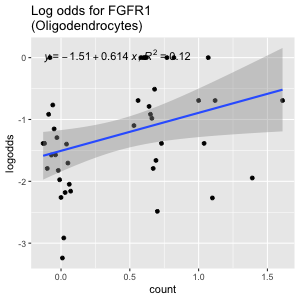 Log odds for FGFR1
(Oligodendrocytes)
y = −1.51 + 0.614 x, R² = 0.12
0
-1
-2
-3
logodds
0.0 0.5 1.0 1.5
count